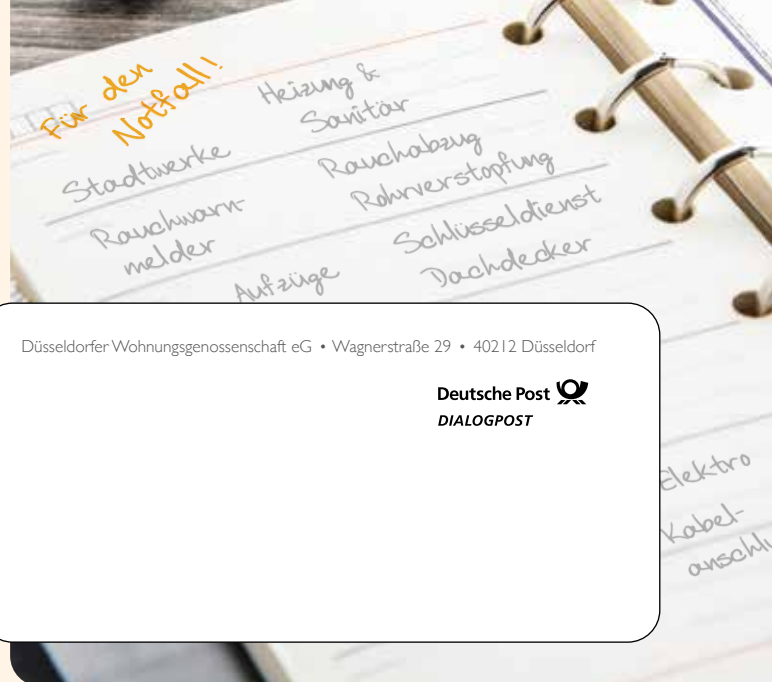 Für den
Notfall!
Heizung &
Sanitär
Stadtwerke
Rauchabzug
Rohrverstopfung
Rauchwarn-
melder
Schlüsseldienst
Aufzüge
Dachdecker
Düsseldorfer Wohnungsgenossenschaft eG • Wagnerstraße 29 • 40212 Düsseldorf
Deutsche Post
DIALOGPOST
Elektro
Kabel-